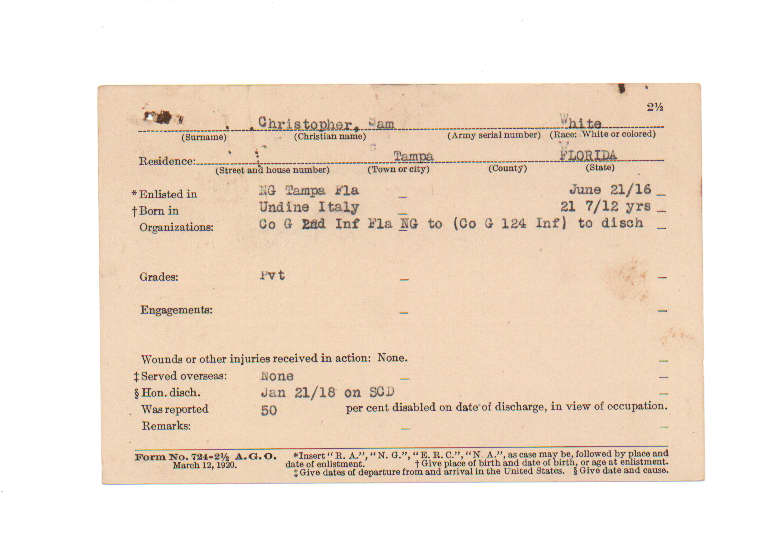 2½
Christopher, Sam White
(Surname) (Christian name) (Army serial number) (Race: White or colored)
Residence: Tampa FLORIDA
(Street and house number) (Town or city) (County) (State)
*Enlisted in NG Tampa Fla June 21/16
†Born in Undine Italy 21 7/12 yrs
Organizations: Co G 2nd Inf Fla NG to (Co G 124 Inf) to disch
Grades: Pvt
Engagements:
Wounds or other injuries received in action: None.
‡Served overseas: None
§Hon. disch. Jan 21/18 on SCD
Was reported 50 per cent disabled on date of discharge, in view of occupation.
Remarks:
Form No. 724-2½ A.G.O. *Insert "R. A.", "N. G.", "E. R. C.", "N. A.", as case may be, followed by place and
March 12, 1920. date of enlistment. †Give place of birth and date of birth, or age at enlistment.
‡Give dates of departure from and arrival in the United States. §Give date and cause.